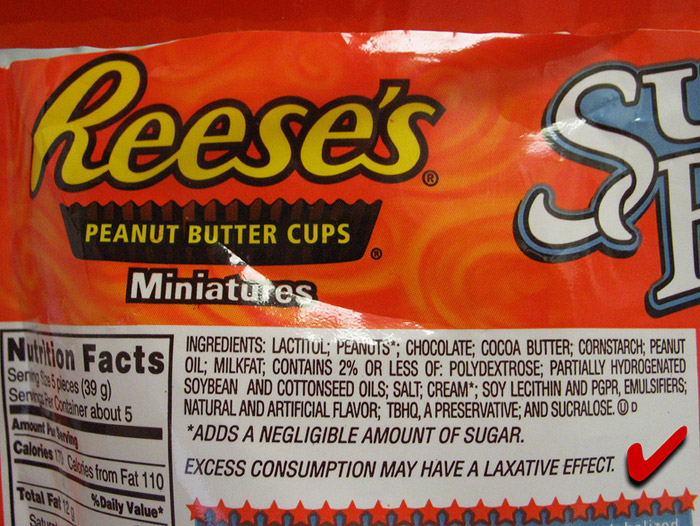 Reese's®
PEANUT BUTTER CUPS®
Miniatures
Nutrition Facts
Serving Size 5 pieces (39 g)
Servings Per Container about 5
Amount Per Serving
Calories 170 Calories from Fat 110
%Daily Value*
Total Fat 12g
INGREDIENTS: LACTITOL; PEANUTS*; CHOCOLATE; COCOA BUTTER; CORNSTARCH; PEANUT
OIL; MILKFAT; CONTAINS 2% OR LESS OF: POLYDEXTROSE; PARTIALLY HYDROGENATED
SOYBEAN AND COTTONSEED OILS; SALT; CREAM*; SOY LECITHIN AND PGPR, EMULSIFIERS;
NATURAL AND ARTIFICIAL FLAVOR; TBHQ, A PRESERVATIVE; AND SUCRALOSE. Ⓤ D
*ADDS A NEGLIGIBLE AMOUNT OF SUGAR.
EXCESS CONSUMPTION MAY HAVE A LAXATIVE EFFECT.